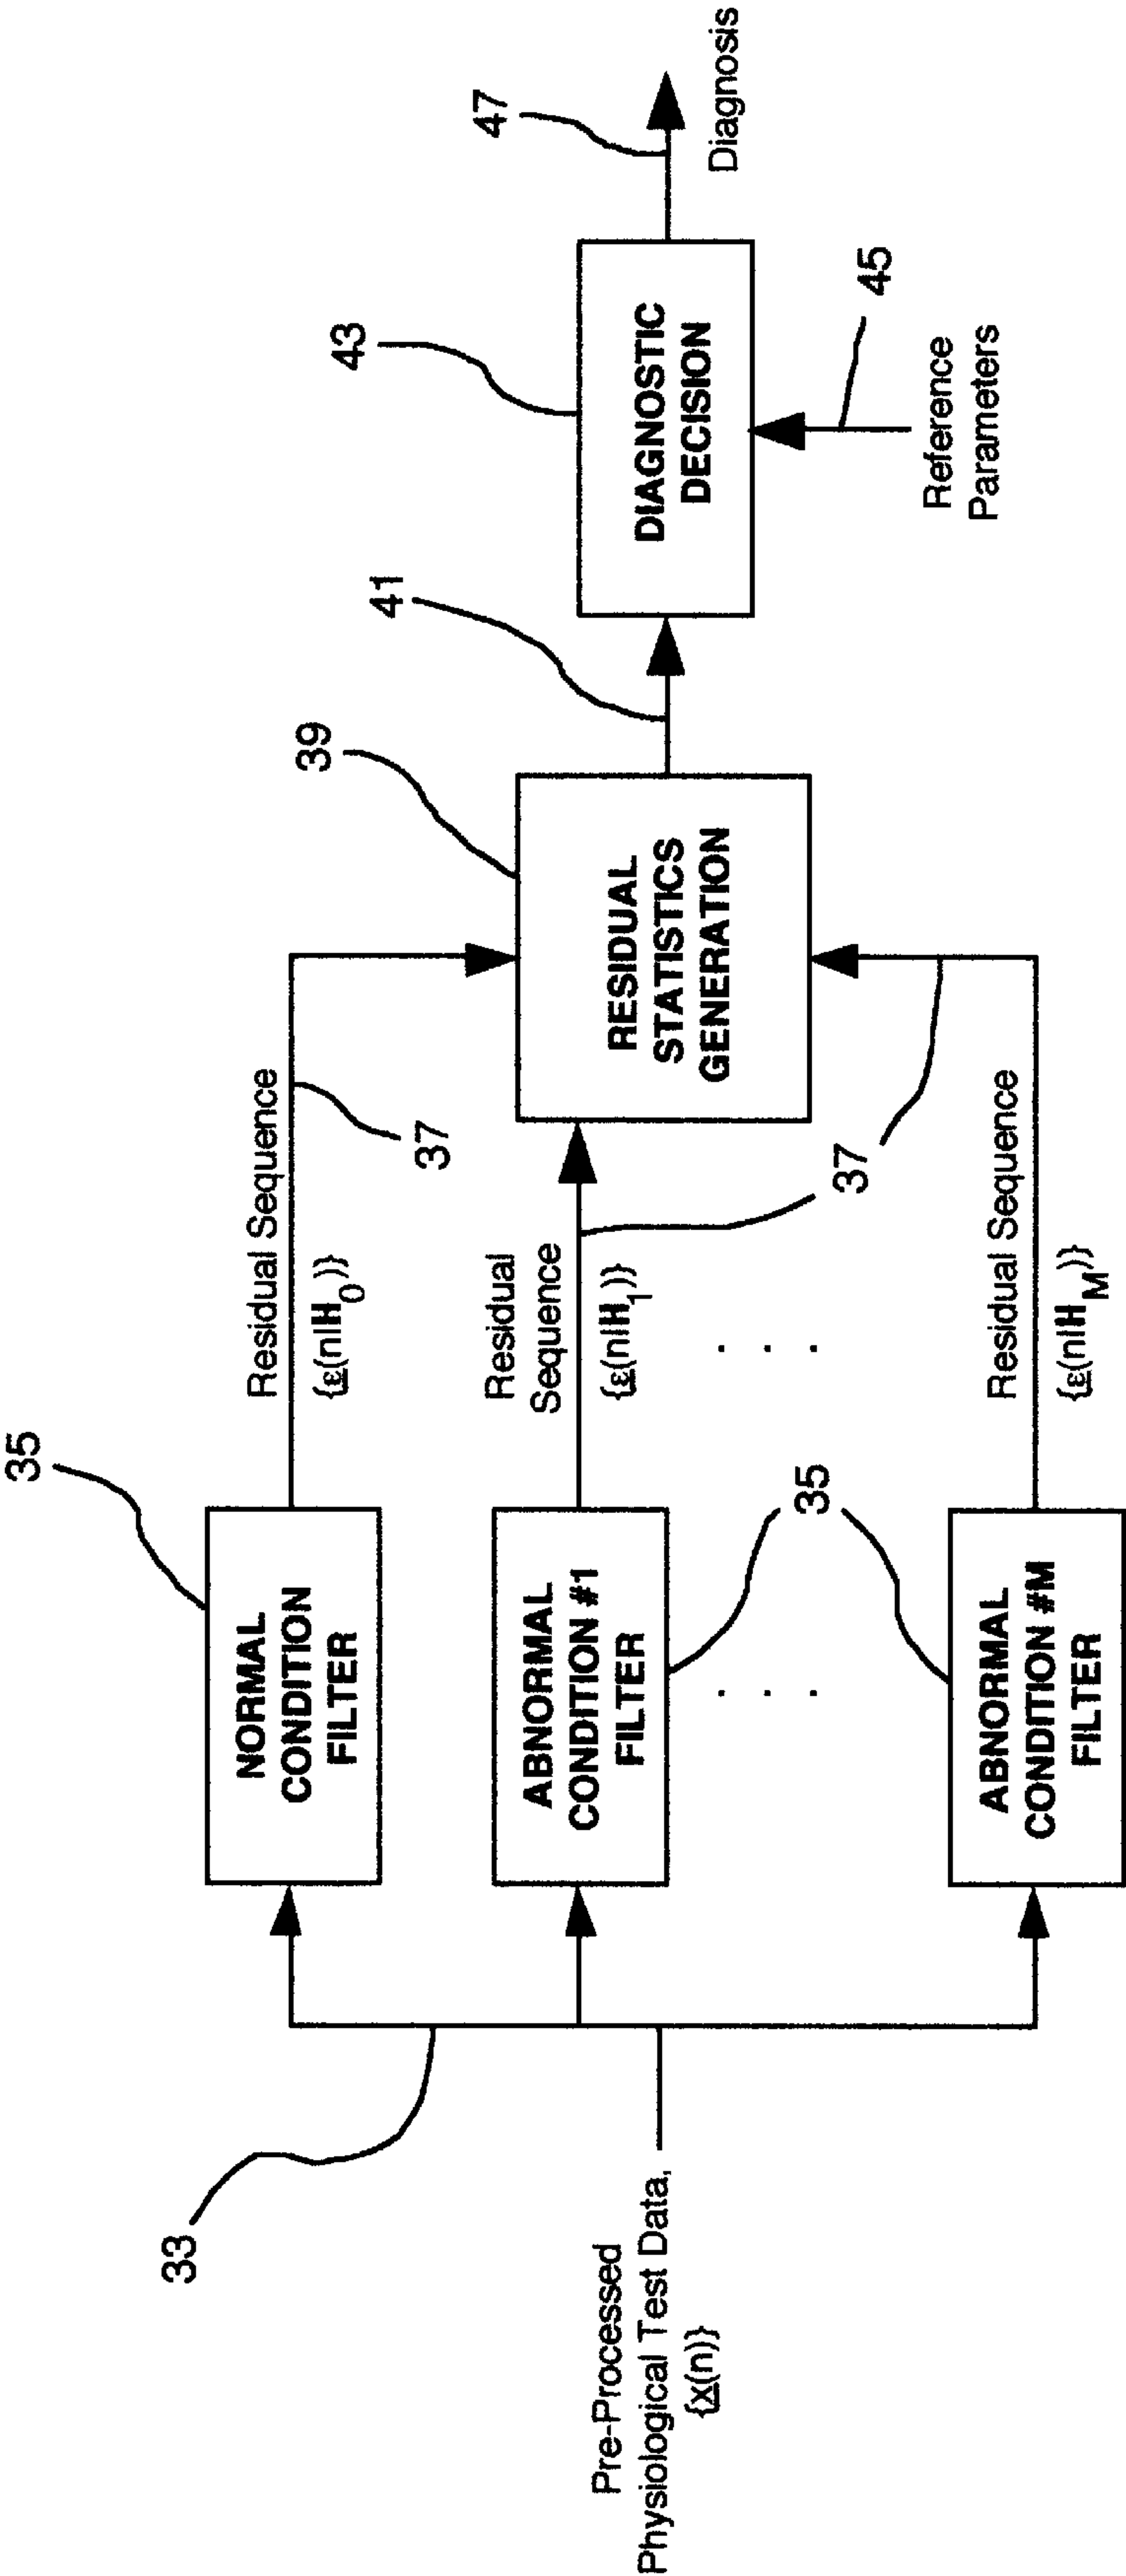 33
Pre-Processed
Physiological Test Data,
{x(n)}
35
NORMAL
CONDITION
FILTER
ABNORMAL
CONDITION #1
FILTER
. . .
35
ABNORMAL
CONDITION #M
FILTER
Residual Sequence
{ε(n|H0)}
37
Residual
Sequence
{ε(n|H1)}
. . .
37
Residual Sequence
{ε(n|HM)}
39
RESIDUAL
STATISTICS
GENERATION
41
43
DIAGNOSTIC
DECISION
45
Reference
Parameters
47
Diagnosis